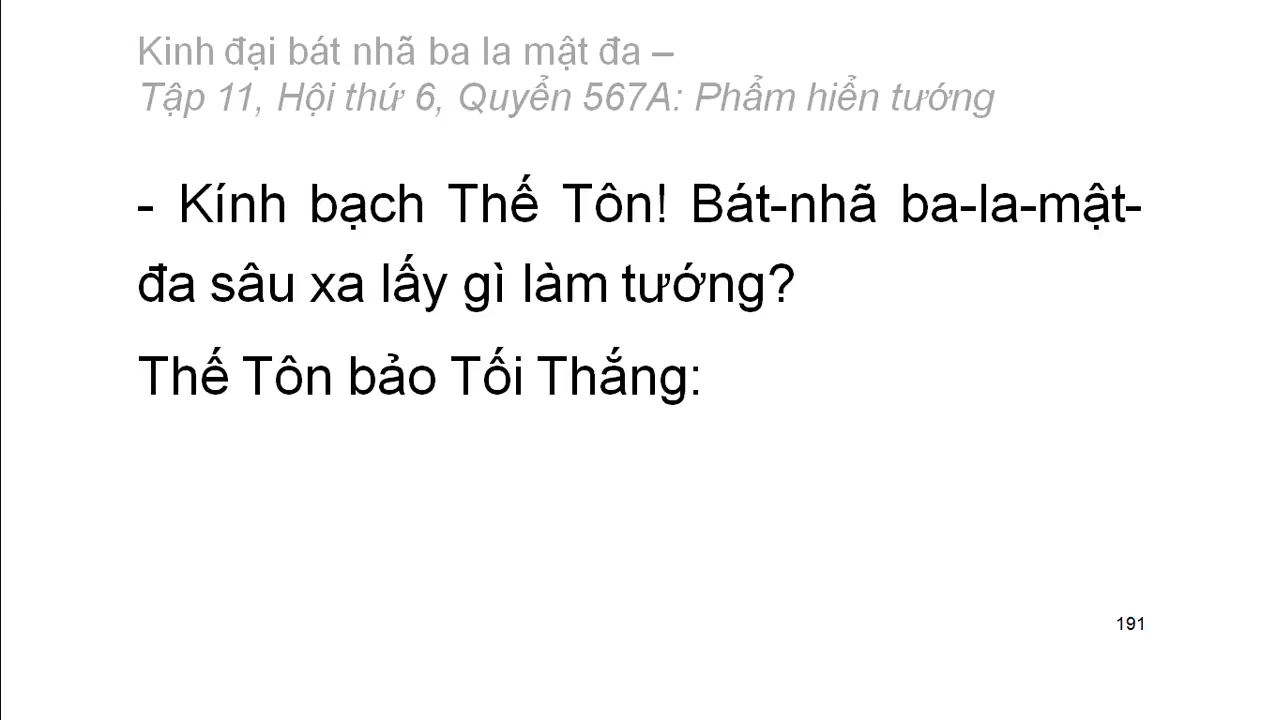 Kinh đại bát nhã ba la mật đa –
Tập 11, Hội thứ 6, Quyển 567A: Phẩm hiển tướng
- Kính bạch Thế Tôn! Bát-nhã ba-la-mật-
đa sâu xa lấy gì làm tướng?
Thế Tôn bảo Tối Thắng:
191